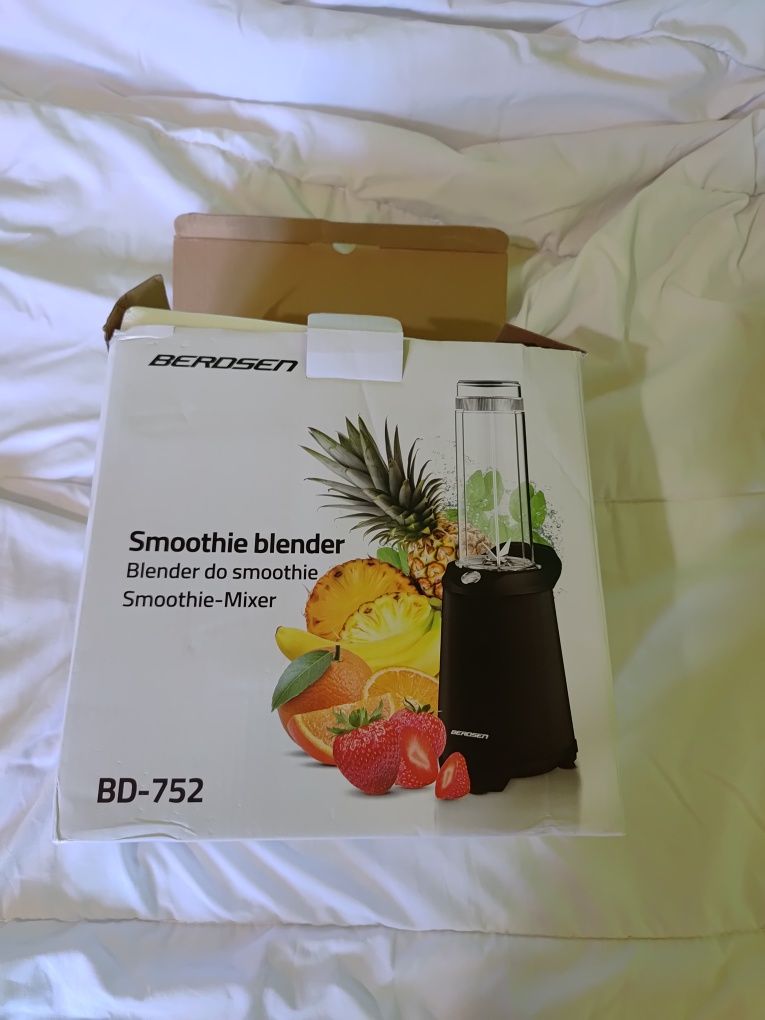 BERDSEN
Smoothie blender
Blender do smoothie
Smoothie-Mixer
BERDSEN
BD-752